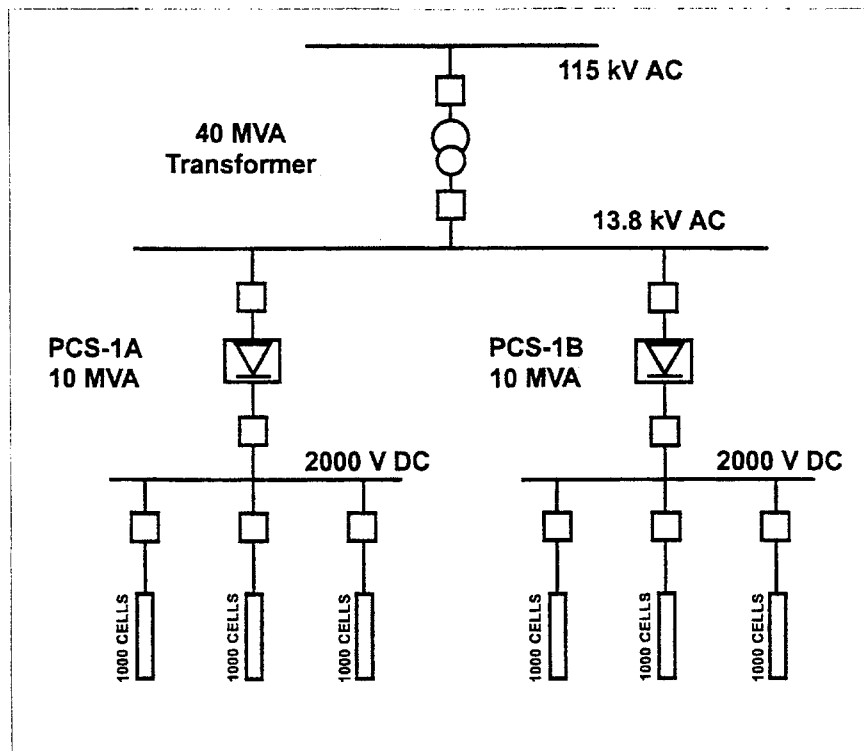 115 kV AC
40 MVA
Transformer
13.8 kV AC
PCS-1A
10 MVA
PCS-1B
10 MVA
2000 V DC
2000 V DC
1000 CELLS
1000 CELLS
1000 CELLS
1000 CELLS
1000 CELLS
1000 CELLS